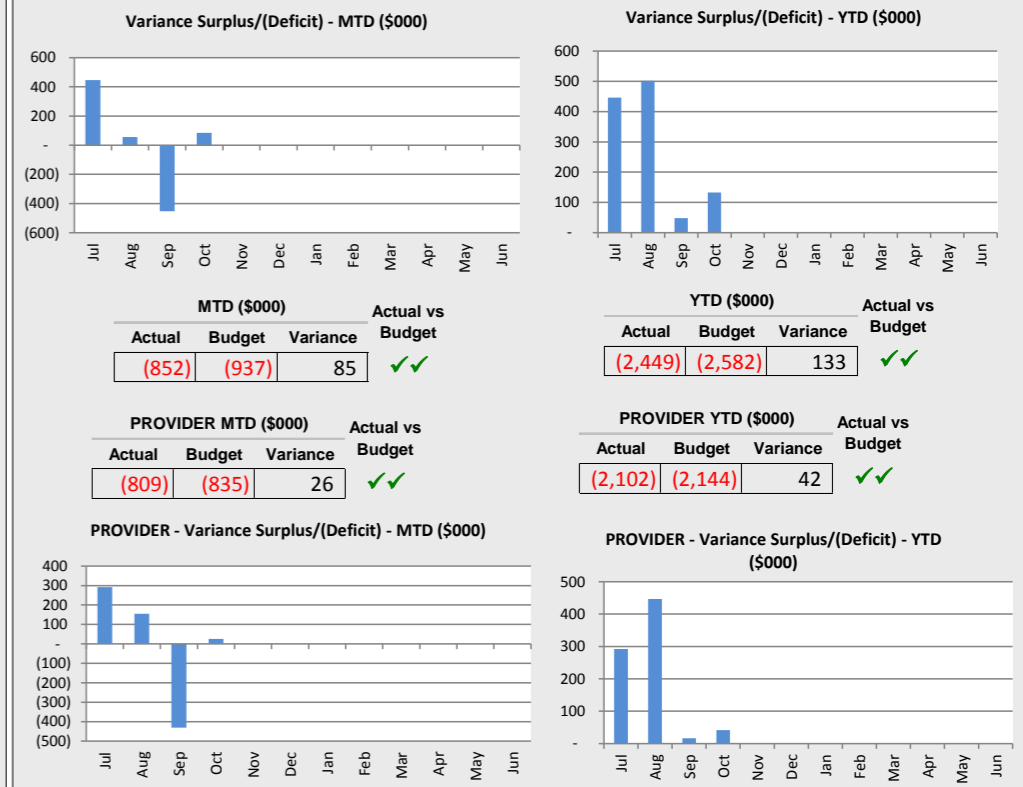 Variance Surplus/(Deficit) - MTD ($000)
600
400
200
-
(200)
(400)
(600)
Jul Aug Sep Oct Nov Dec Jan Feb Mar Apr May Jun
Variance Surplus/(Deficit) - YTD ($000)
600
500
400
300
200
100
-
Jul Aug Sep Oct Nov Dec Jan Feb Mar Apr May Jun
MTD ($000)
Actual vs
Budget
Actual Budget Variance
(852) (937) 85 ✓✓
YTD ($000)
Actual vs
Budget
Actual Budget Variance
(2,449) (2,582) 133 ✓✓
PROVIDER MTD ($000)
Actual vs
Budget
Actual Budget Variance
(809) (835) 26 ✓✓
PROVIDER YTD ($000)
Actual vs
Budget
Actual Budget Variance
(2,102) (2,144) 42 ✓✓
PROVIDER - Variance Surplus/(Deficit) - MTD ($000)
400
300
200
100
-
(100)
(200)
(300)
(400)
(500)
Jul Aug Sep Oct Nov Dec Jan Feb Mar Apr May Jun
PROVIDER - Variance Surplus/(Deficit) - YTD
($000)
500
400
300
200
100
-
Jul Aug Sep Oct Nov Dec Jan Feb Mar Apr May Jun